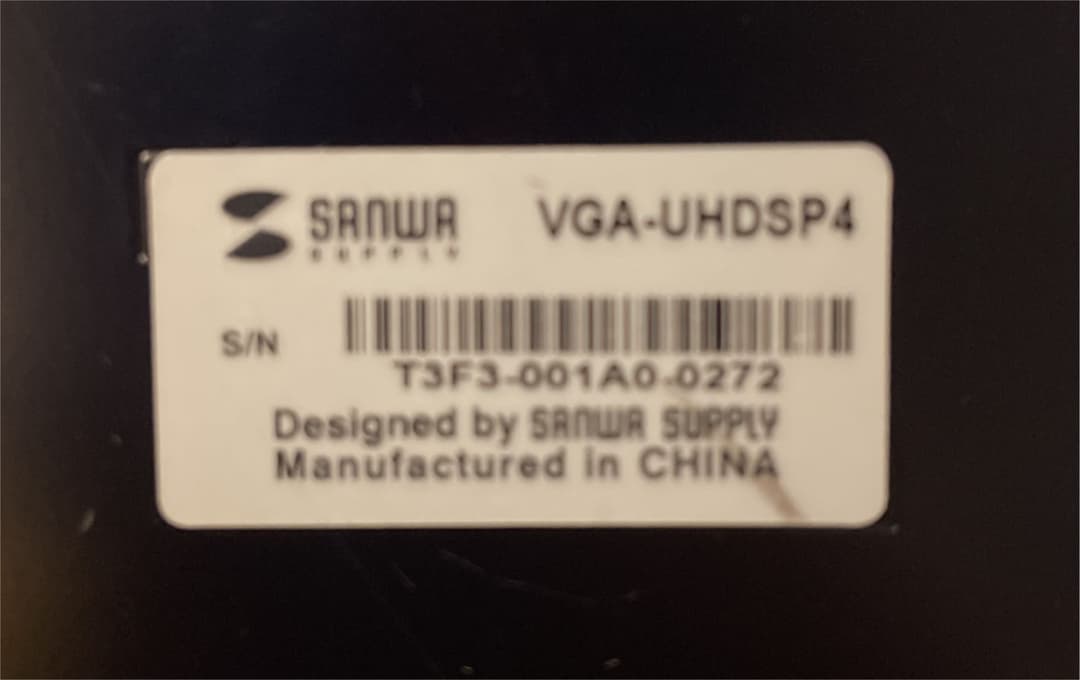 SANWA SUPPLY
VGA-UHDSP4
S/N
T3F3-001A0-0272
Designed by SANWA SUPPLY
Manufactured in CHINA